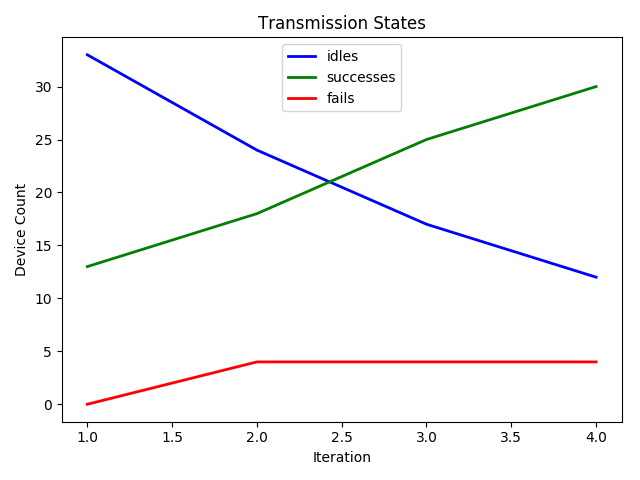 Transmission States
idles
successes
fails
Device Count
30
25
20
15
10
5
0
1.0 1.5 2.0 2.5 3.0 3.5 4.0
Iteration